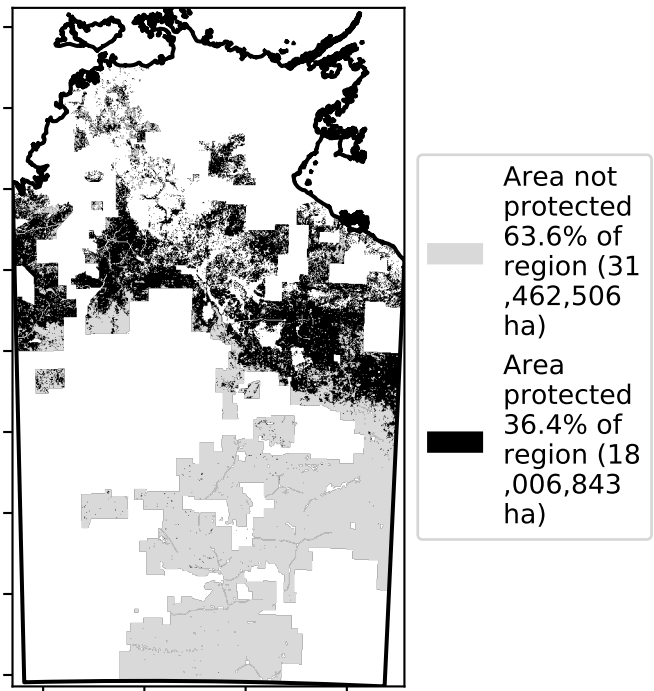 Area not
protected
63.6% of
region (31
,462,506
ha)
Area
protected
36.4% of
region (18
,006,843
ha)